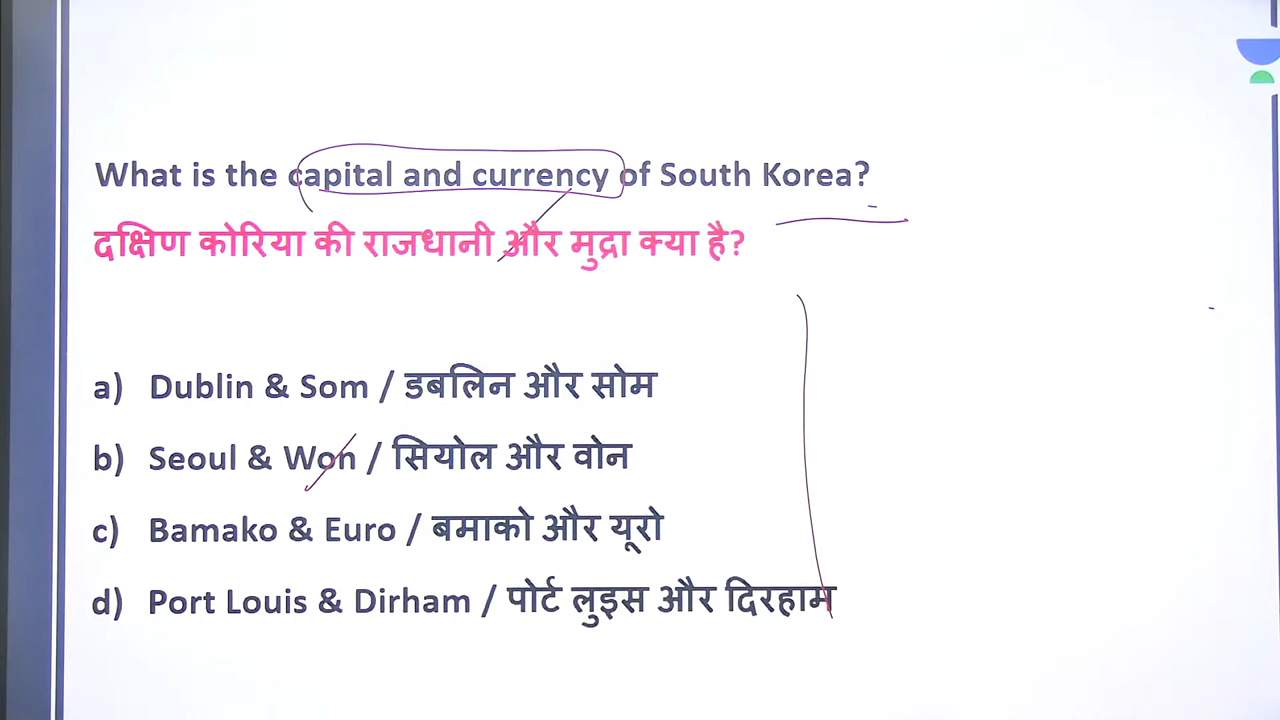 What is the capital and currency of South Korea?
दक्षिण कोरिया की राजधानी और मुद्रा क्या है?
a) Dublin & Som / डबलिन और सोम
b) Seoul & Won / सियोल और वोन
c) Bamako & Euro / बमाको और यूरो
d) Port Louis & Dirham / पोर्ट लुइस और दिरहाम